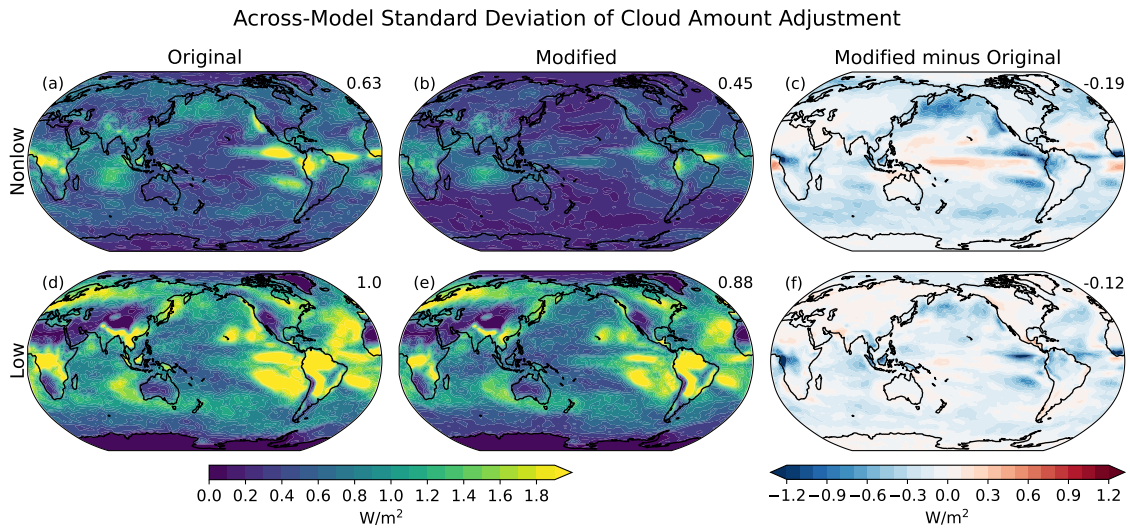 Across-Model Standard Deviation of Cloud Amount Adjustment
Original Modified Modified minus Original
(a) 0.63 (b) 0.45 (c) -0.19
Nonlow
(d) 1.0 (e) 0.88 (f) -0.12
Low
0.0 0.2 0.4 0.6 0.8 1.0 1.2 1.4 1.6 1.8 −1.2 −0.9 −0.6 −0.3 0.0 0.3 0.6 0.9 1.2
W/m² W/m²